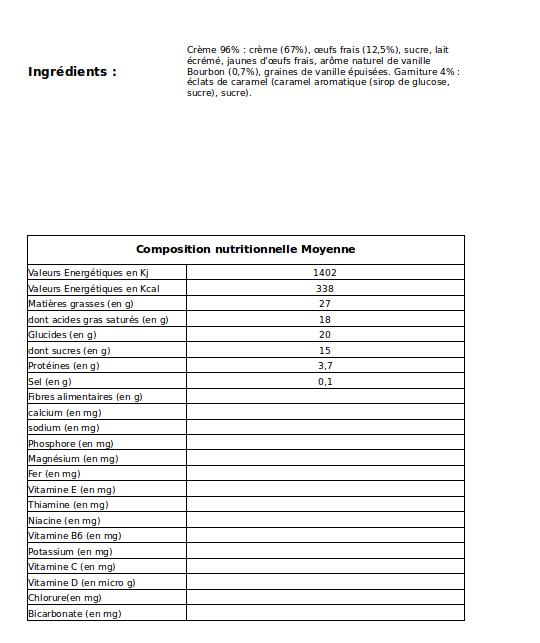 Crème 96% : crème (67%), œufs frais (12,5%), sucre, lait
écrémé, jaunes d'œufs frais, arôme naturel de vanille
Ingrédients :
Bourbon (0,7%), graines de vanille épuisées. Garniture 4% :
éclats de caramel (caramel aromatique (sirop de glucose,
sucre), sucre).
Composition nutritionnelle Moyenne
Valeurs Energétiques en Kj 1402
Valeurs Energétiques en Kcal 338
Matières grasses (en g) 27
dont acides gras saturés (en g) 18
Glucides (en g) 20
dont sucres (en g) 15
Protéines (en g) 3,7
Sel (en g) 0,1
Fibres alimentaires (en g)
calcium (en mg)
sodium (en mg)
Phosphore (en mg)
Magnésium (en mg)
Fer (en mg)
Vitamine E (en mg)
Thiamine (en mg)
Niacine (en mg)
Vitamine B6 (en mg)
Potassium (en mg)
Vitamine C (en mg)
Vitamine D (en micro g)
Chlorure(en mg)
Bicarbonate (en mg)